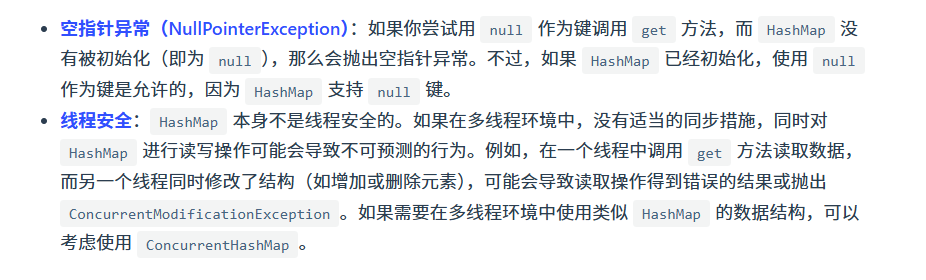 • 空指针异常（NullPointerException）：如果你尝试用 null 作为键调用 get 方法，而 HashMap 没
有被初始化（即为 null），那么会抛出空指针异常。不过，如果 HashMap 已经初始化，使用 null
作为键是允许的，因为 HashMap 支持 null 键。
• 线程安全：HashMap 本身不是线程安全的。如果在多线程环境中，没有适当的同步措施，同时对
HashMap 进行读写操作可能会导致不可预测的行为。例如，在一个线程中调用 get 方法读取数据，
而另一个线程同时修改了结构（如增加或删除元素），可能会导致读取操作得到错误的结果或抛出
ConcurrentModificationException 。如果需要在多线程环境中使用类似 HashMap 的数据结构，可以
考虑使用 ConcurrentHashMap 。